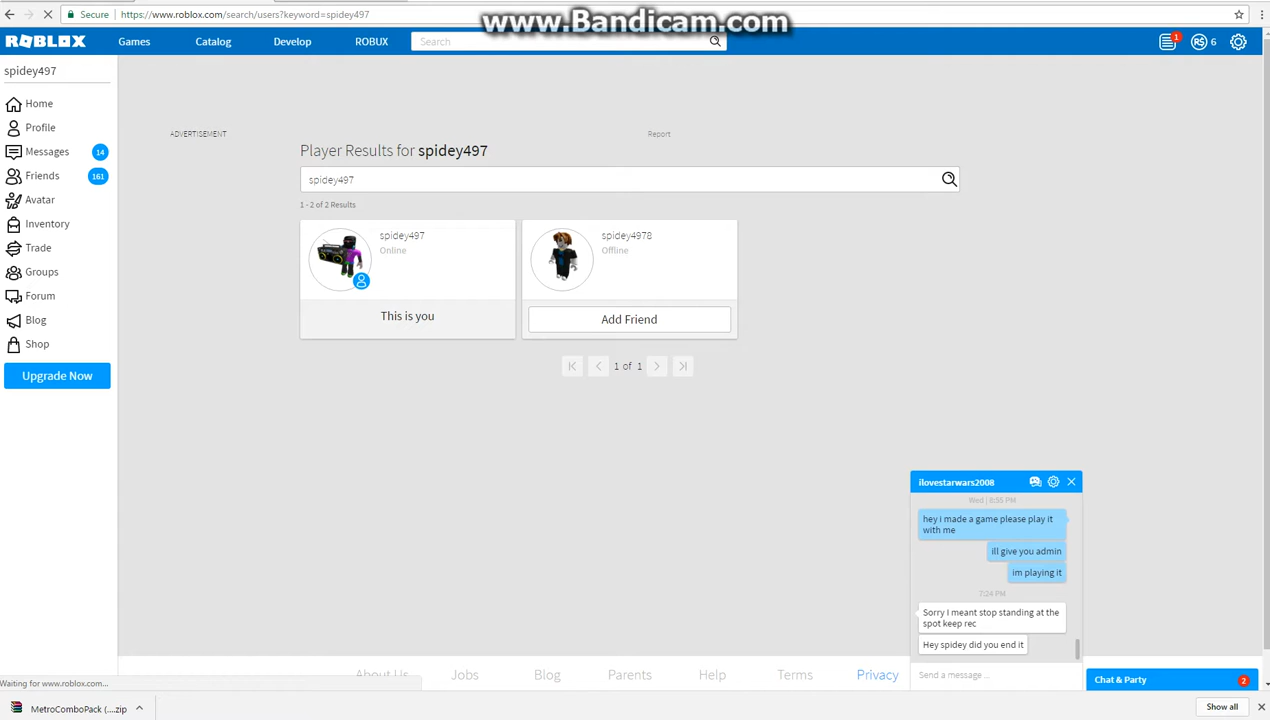 Secure
https://www.roblox.com/search/users?keyword=spidey497
www.Bandicam.com
ROBLOX
Games
Catalog
Develop
ROBUX
Search
1
6
spidey497
Home
Profile
Messages
14
Friends
161
Avatar
Inventory
Trade
Groups
Forum
Blog
Shop
Upgrade Now
ADVERTISEMENT
Report
Player Results for spidey497
spidey497
1 - 2 of 2 Results
spidey497
Online
This is you
spidey4978
Offline
Add Friend
1 of 1
ilovestarwars2008
Wed | 8:55 PM
hey i made a game please play it
with me
ill give you admin
im playing it
7:24 PM
Sorry I meant stop standing at the
spot keep rec
Hey spidey did you end it
Send a message ...
About Us
Jobs
Blog
Parents
Help
Terms
Privacy
Chat & Party
2
Waiting for www.roblox.com...
MetroComboPack (....zip
Show all